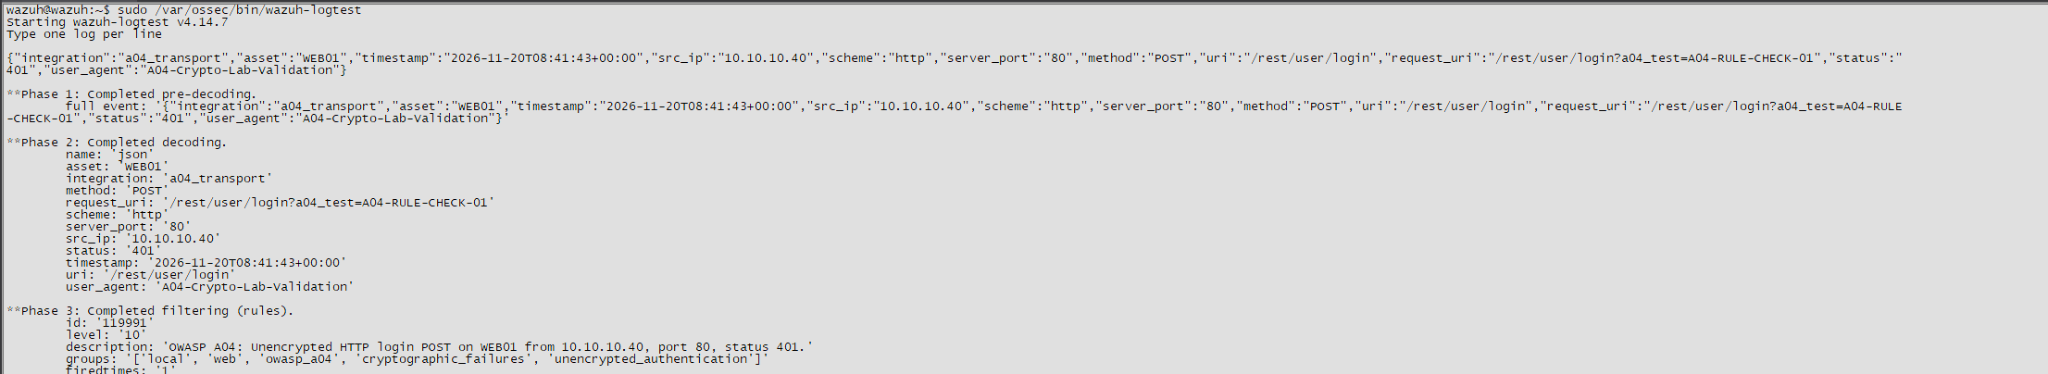 wazuh@wazuh:~$ sudo /var/ossec/bin/wazuh-logtest
Starting wazuh-logtest v4.14.7
Type one log per line
{"integration":"a04_transport","asset":"WEB01","timestamp":"2026-11-20T08:41:43+00:00","src_ip":"10.10.10.40","scheme":"http","server_port":"80","method":"POST","uri":"/rest/user/login","request_uri":"/rest/user/login?a04_test=A04-RULE-CHECK-01","status":"
401","user_agent":"A04-Crypto-Lab-Validation"}
**Phase 1: Completed pre-decoding.
full event: '{"integration":"a04_transport","asset":"WEB01","timestamp":"2026-11-20T08:41:43+00:00","src_ip":"10.10.10.40","scheme":"http","server_port":"80","method":"POST","uri":"/rest/user/login","request_uri":"/rest/user/login?a04_test=A04-RULE
-CHECK-01","status":"401","user_agent":"A04-Crypto-Lab-Validation"}'
**Phase 2: Completed decoding.
name: 'json'
asset: 'WEB01'
integration: 'a04_transport'
method: 'POST'
request_uri: '/rest/user/login?a04_test=A04-RULE-CHECK-01'
scheme: 'http'
server_port: '80'
src_ip: '10.10.10.40'
status: '401'
timestamp: '2026-11-20T08:41:43+00:00'
uri: '/rest/user/login'
user_agent: 'A04-Crypto-Lab-Validation'
**Phase 3: Completed filtering (rules).
id: '119991'
level: '10'
description: 'OWASP A04: Unencrypted HTTP login POST on WEB01 from 10.10.10.40, port 80, status 401.'
groups: '['local', 'web', 'owasp_a04', 'cryptographic_failures', 'unencrypted_authentication']'
firedtimes: '1'